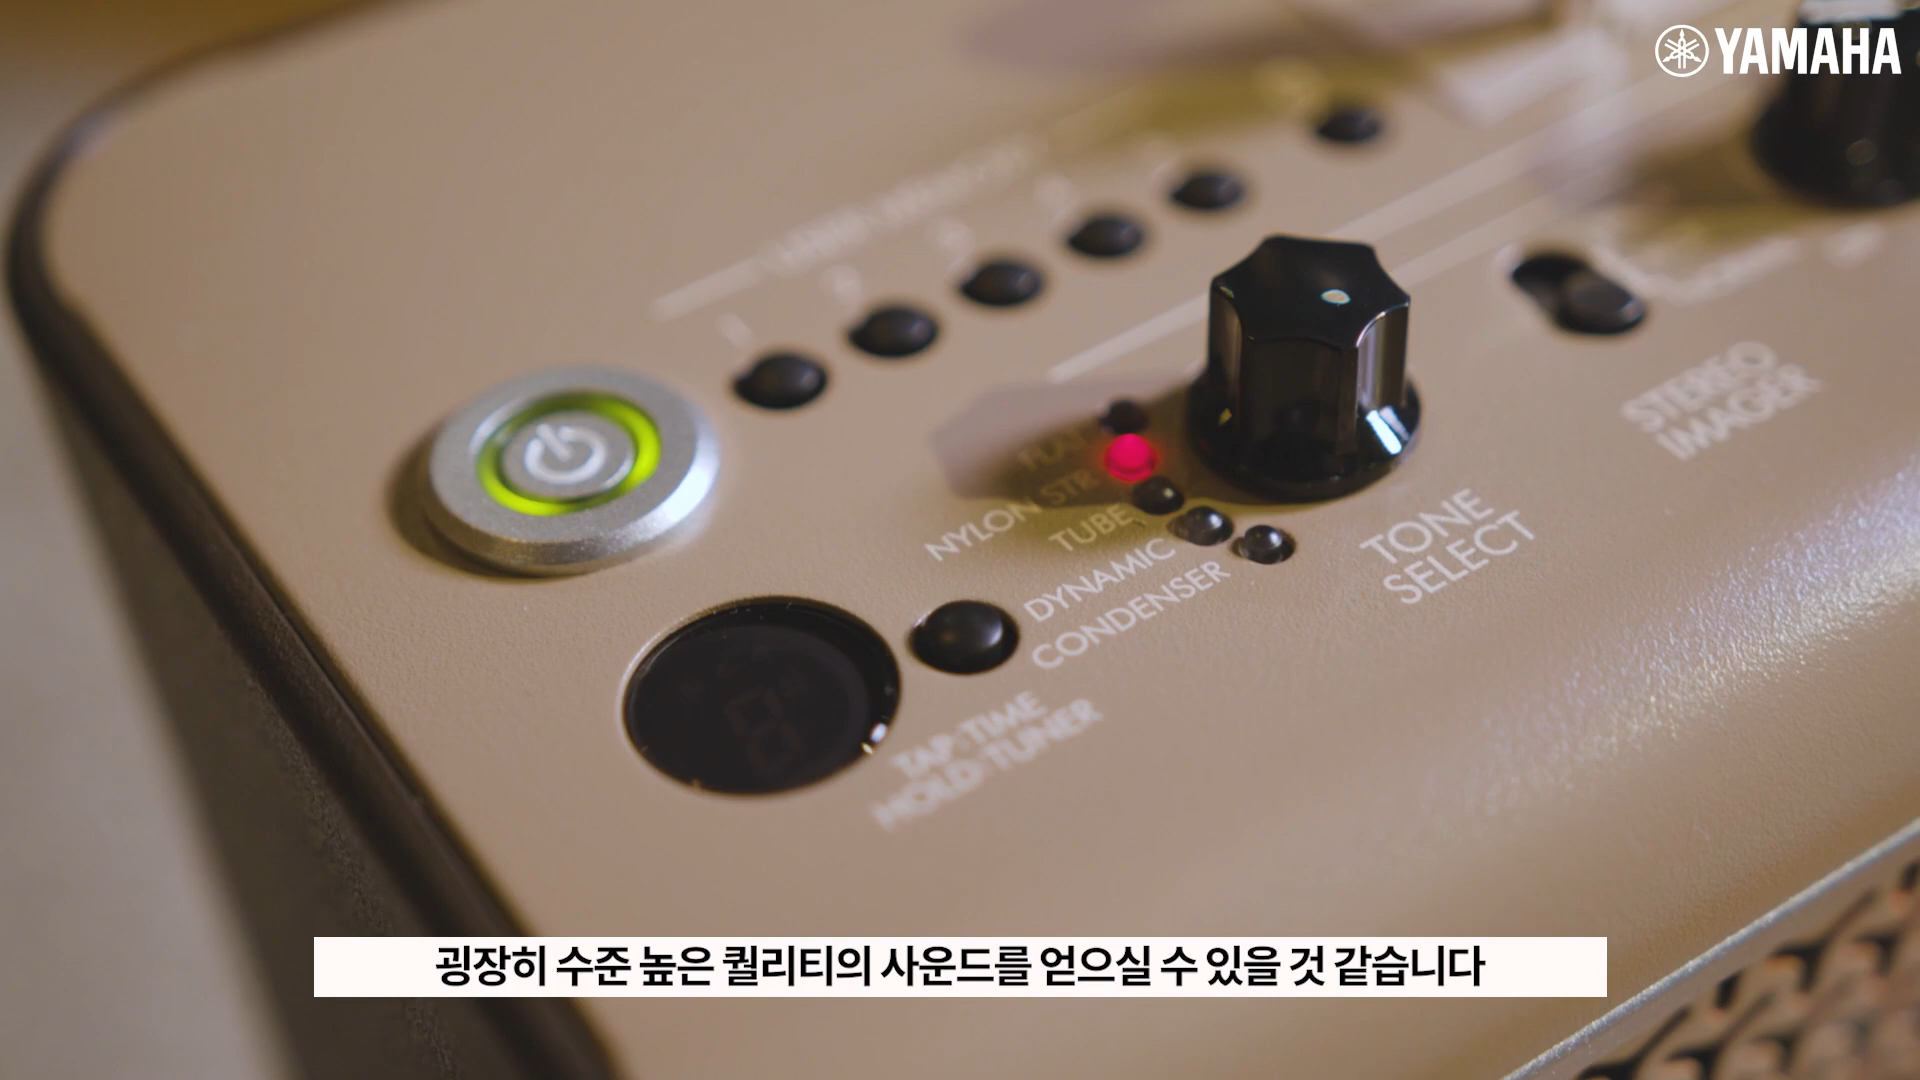 YAMAHA
1
2
3
STEREO
IMAGER
FLAT
NYLON STR
TUBE
DYNAMIC
CONDENSER
TONE
SELECT
TAP·TIME
HOLD·TUNER
굉장히 수준 높은 퀄리티의 사운드를 얻으실 수 있을 것 같습니다